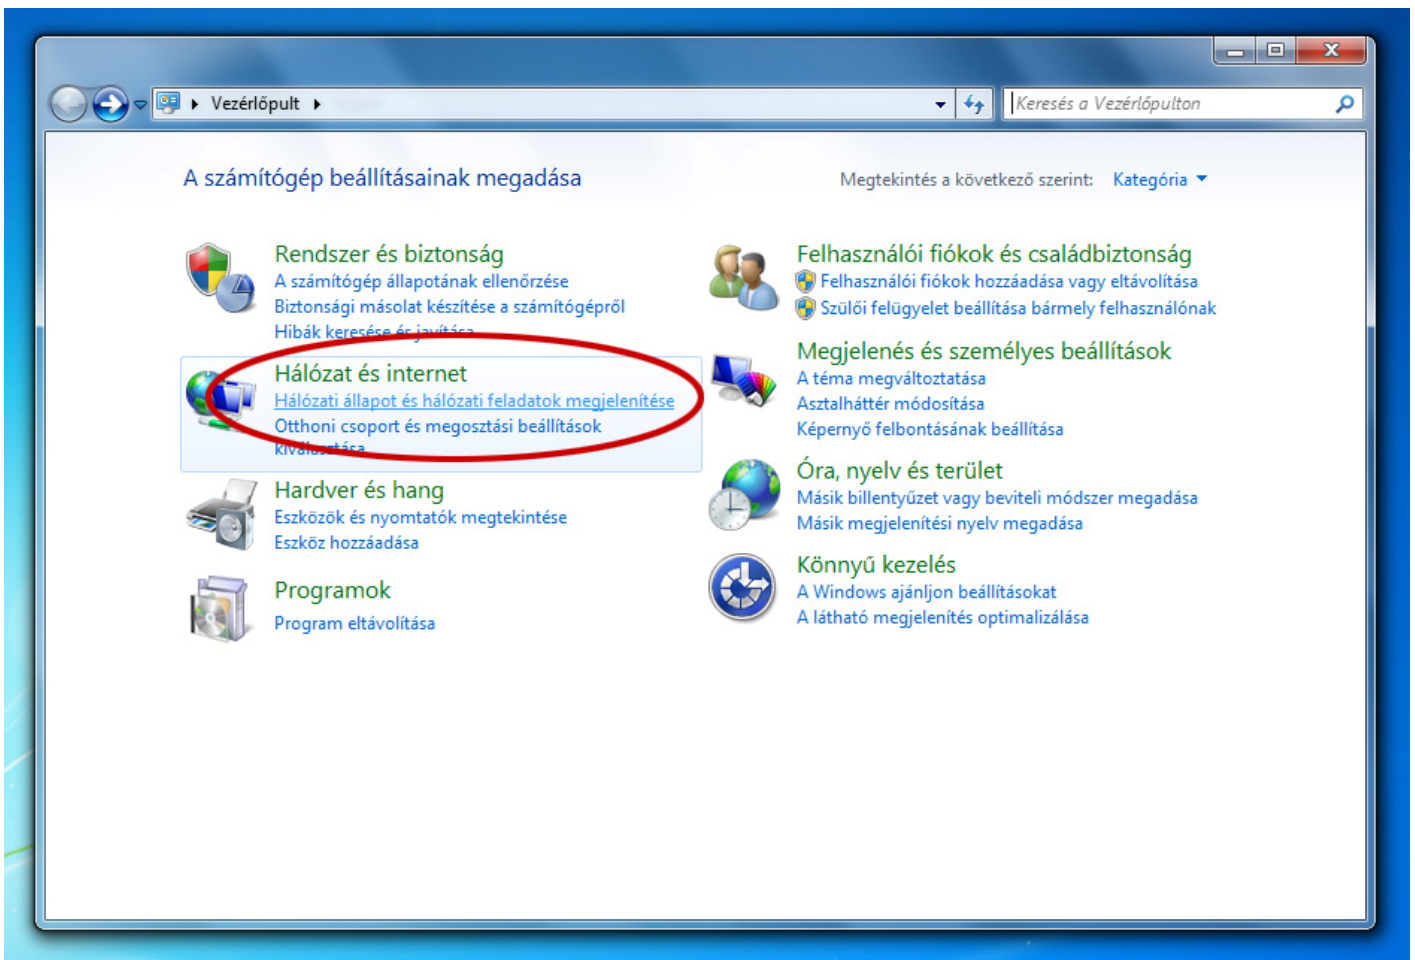 Vezérlőpult
Keresés a Vezérlőpulton
A számítógép beállításainak megadása
Megtekintés a következő szerint: Kategória
Rendszer és biztonság
A számítógép állapotának ellenőrzése
Biztonsági másolat készítése a számítógépről
Hibák keresése és javítása
Hálózat és internet
Hálózati állapot és hálózati feladatok megjelenítése
Otthoni csoport és megosztási beállítások
kiválasztása
Hardver és hang
Eszközök és nyomtatók megtekintése
Eszköz hozzáadása
Programok
Program eltávolítása
Felhasználói fiókok és családbiztonság
Felhasználói fiókok hozzáadása vagy eltávolítása
Szülői felügyelet beállítása bármely felhasználónak
Megjelenés és személyes beállítások
A téma megváltoztatása
Asztalháttér módosítása
Képernyő felbontásának beállítása
Óra, nyelv és terület
Másik billentyűzet vagy beviteli módszer megadása
Másik megjelenítési nyelv megadása
Könnyű kezelés
A Windows ajánljon beállításokat
A látható megjelenítés optimalizálása